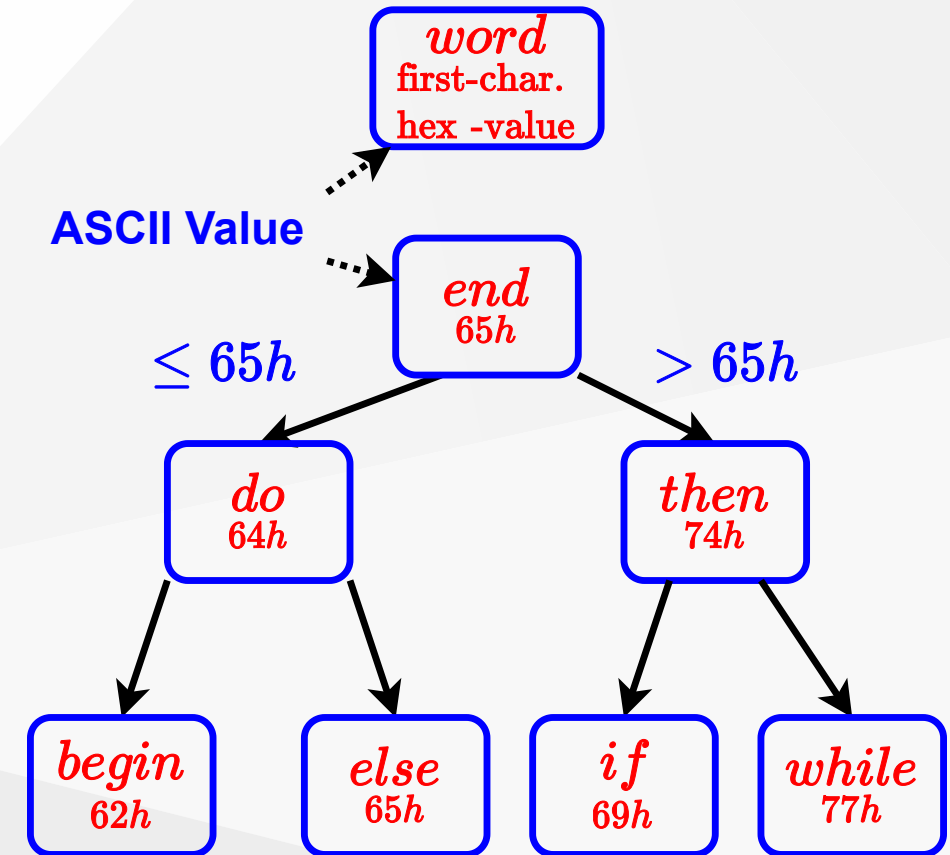 word
first-char.
hex -value
ASCII Value
end
65h
≤ 65h
> 65h
do
64h
then
74h
begin
62h
else
65h
if
69h
while
77h